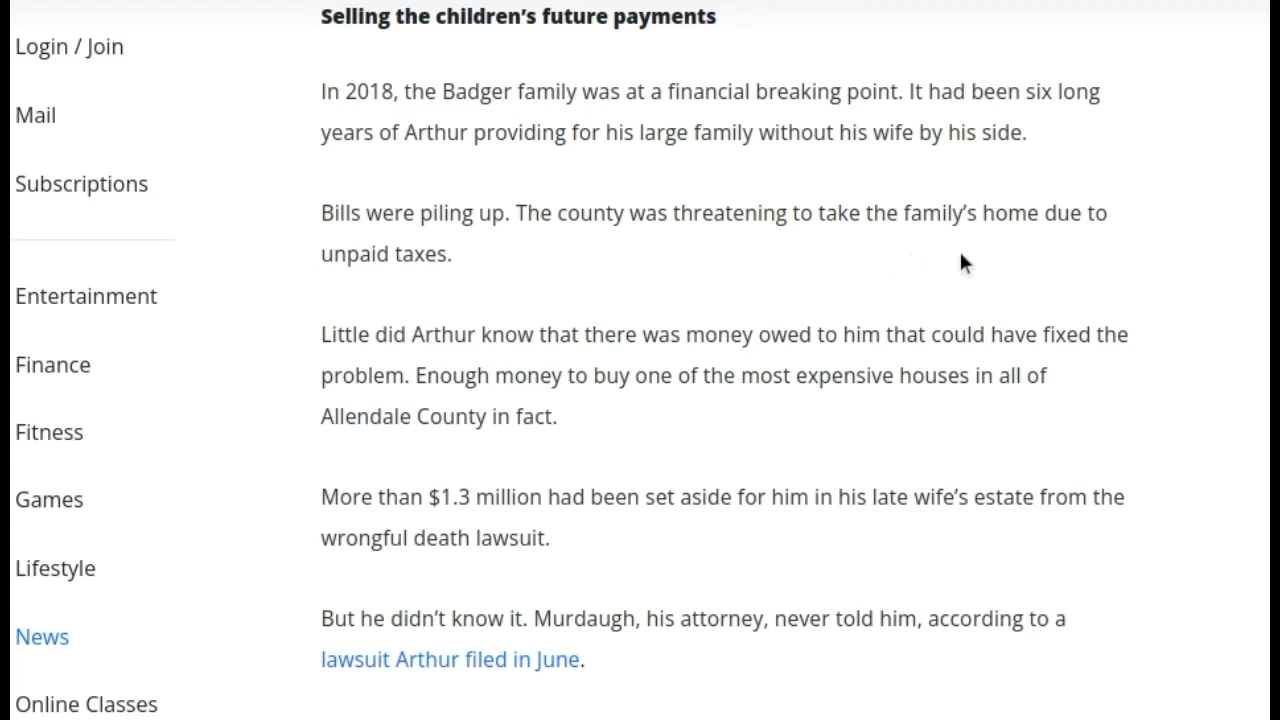 Login / Join
Mail
Subscriptions
Entertainment
Finance
Fitness
Games
Lifestyle
News
Online Classes
Selling the children’s future payments
In 2018, the Badger family was at a financial breaking point. It had been six long
years of Arthur providing for his large family without his wife by his side.
Bills were piling up. The county was threatening to take the family’s home due to
unpaid taxes.
Little did Arthur know that there was money owed to him that could have fixed the
problem. Enough money to buy one of the most expensive houses in all of
Allendale County in fact.
More than $1.3 million had been set aside for him in his late wife’s estate from the
wrongful death lawsuit.
But he didn’t know it. Murdaugh, his attorney, never told him, according to a
lawsuit Arthur filed in June.